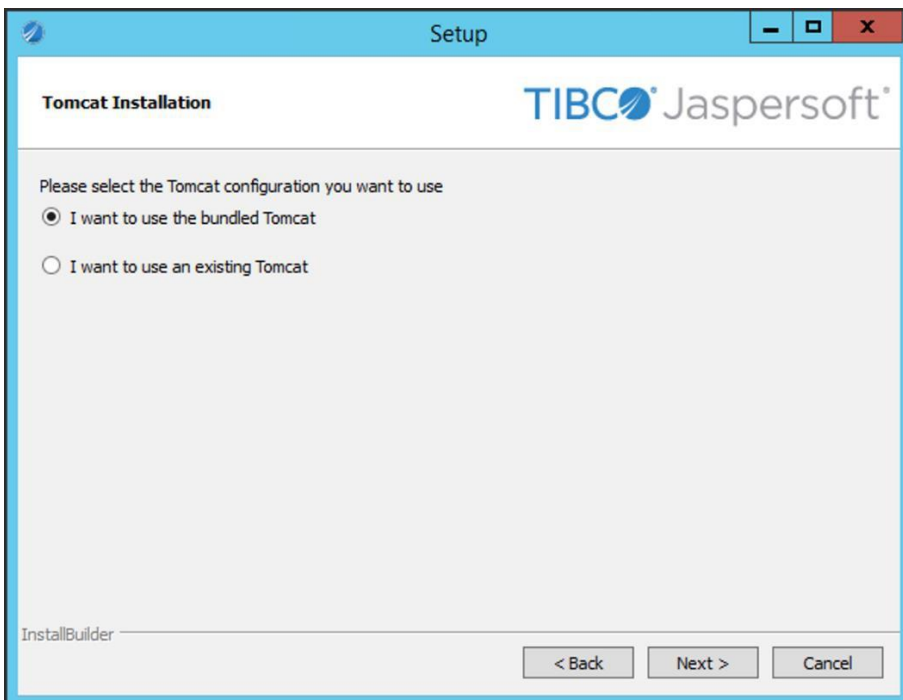 Setup
Tomcat Installation
TIBCO® Jaspersoft®
Please select the Tomcat configuration you want to use
I want to use the bundled Tomcat
I want to use an existing Tomcat
InstallBuilder
< Back Next > Cancel